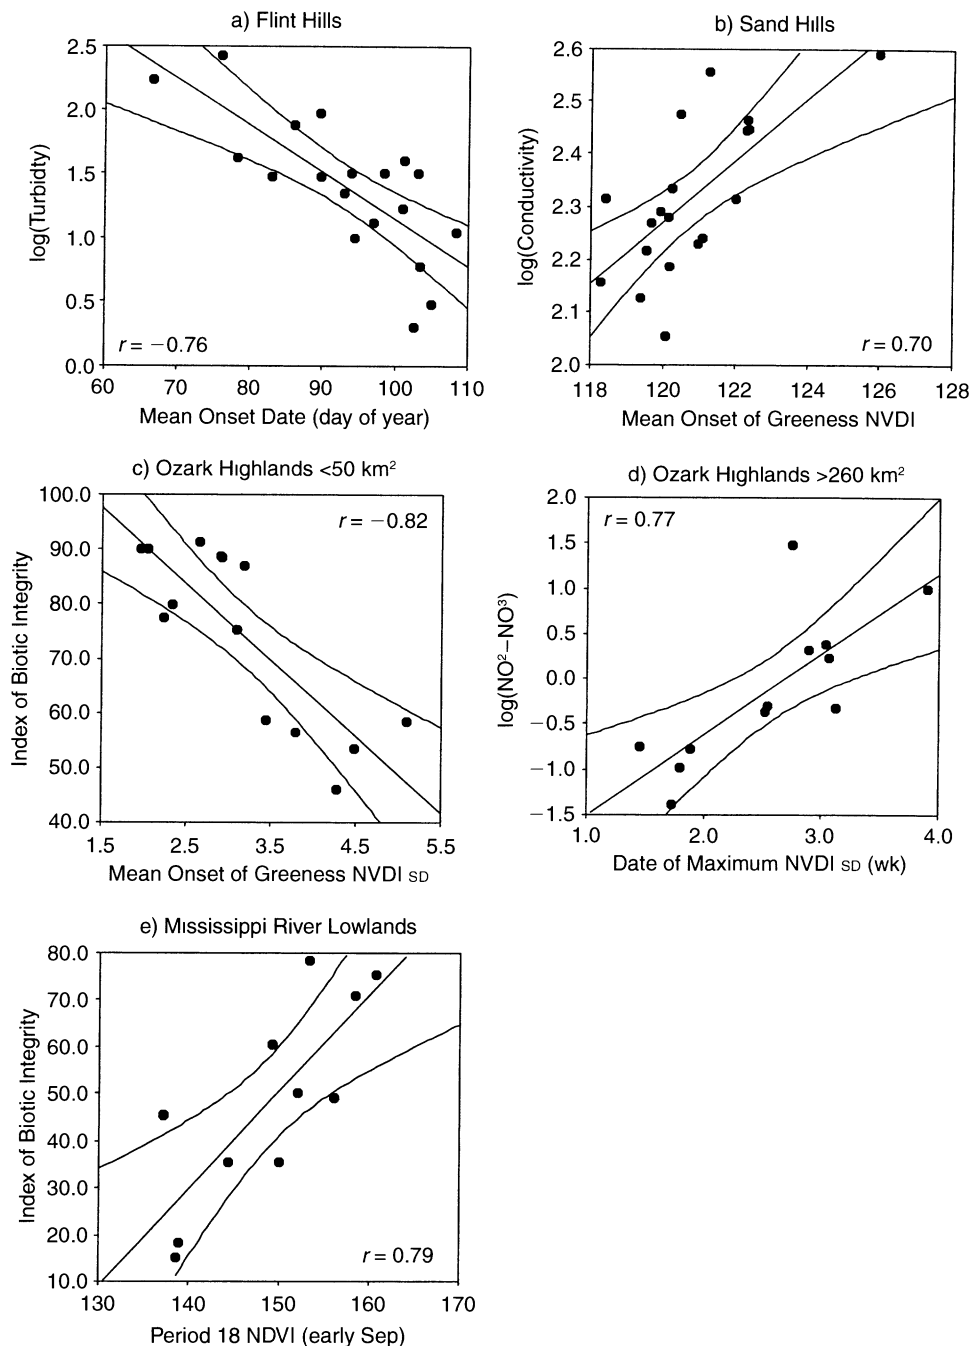 a) Flint Hills
log(Turbidty)
2.5
2.0
1.5
1.0
0.5
0.0
r = −0.76
60 70 80 90 100 110
Mean Onset Date (day of year)
b) Sand Hills
log(Conductivity)
2.6
2.5
2.4
2.3
2.2
2.1
2.0
r = 0.70
118 120 122 124 126 128
Mean Onset of Greeness NVDI
c) Ozark Highlands <50 km²
Index of Biotic Integrity
100.0
90.0
80.0
70.0
60.0
50.0
40.0
r = −0.82
1.5 2.5 3.5 4.5 5.5
Mean Onset of Greeness NVDI SD
d) Ozark Highlands >260 km²
log(NO²−NO³)
2.0
1.0
0.5
0.0
−0.5
−1.0
−1.5
r = 0.77
1.0 2.0 3.0 4.0
Date of Maximum NVDI SD (wk)
e) Mississippi River Lowlands
Index of Biotic Integrity
80.0
70.0
60.0
50.0
40.0
30.0
20.0
10.0
r = 0.79
130 140 150 160 170
Period 18 NDVI (early Sep)